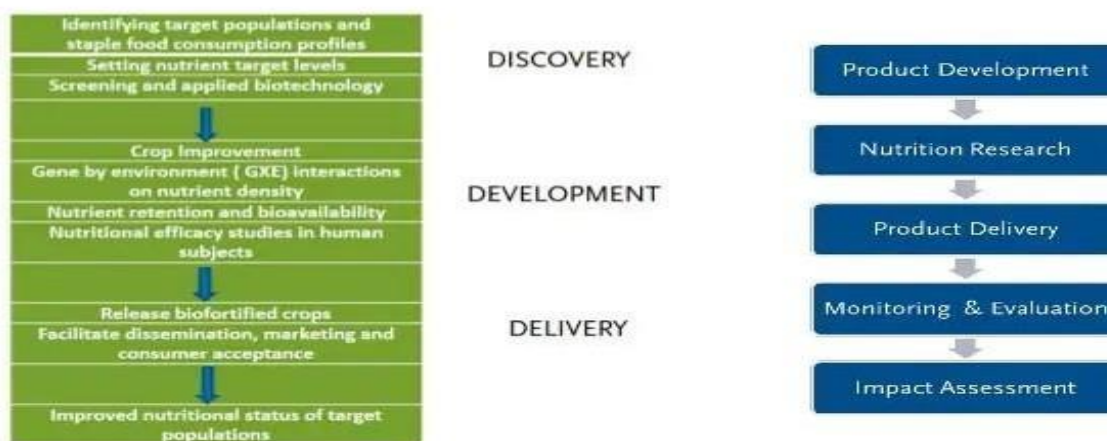 Identifying target populations and
staple food consumption profiles
Setting nutrient target levels
Screening and applied biotechnology
Crop Improvement
Gene by environment ( GXE) interactions
on nutrient density
Nutrient retention and bioavailability
Nutritional efficacy studies in human
subjects
Release biofortified crops
Facilitate dissemination, marketing and
consumer acceptance
Improved nutritional status of target
populations
DISCOVERY
DEVELOPMENT
DELIVERY
Product Development
Nutrition Research
Product Delivery
Monitoring & Evaluation
Impact Assessment